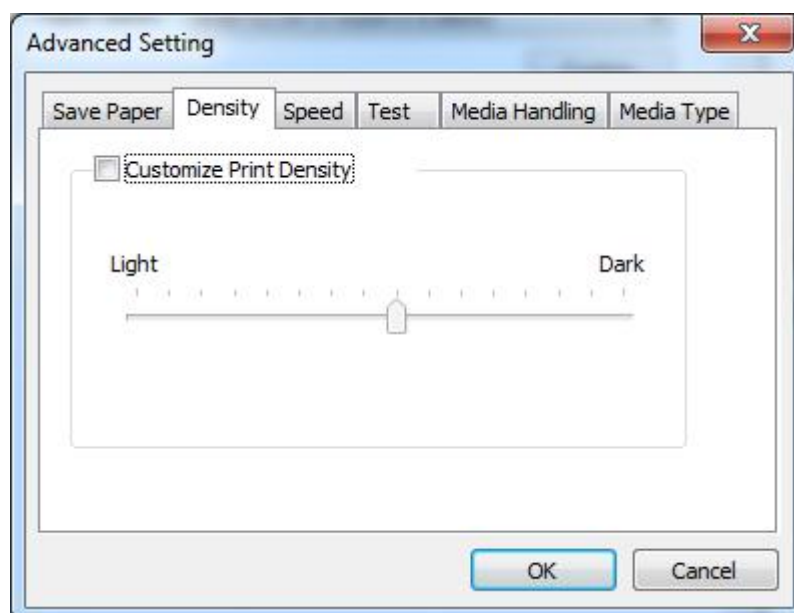 Advanced Setting
Save Paper Density Speed Test Media Handling Media Type
Customize Print Density
Light Dark
OK Cancel